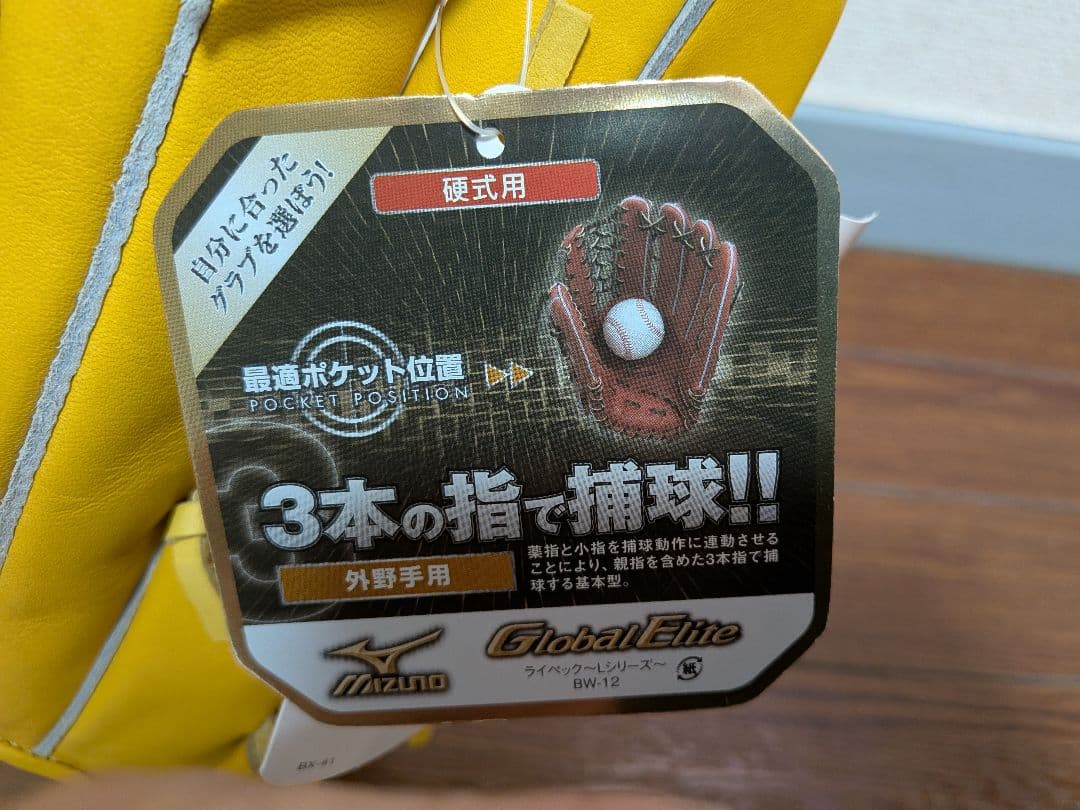 自分に合った
グラブを選ぼう!
硬式用
最適ポケット位置
POCKET POSITION
3本の指で捕球!!
外野手用
薬指と小指を捕球動作に連動させる
ことにより、親指を含めた3本指で捕
球する基本型。
MIZUNO
Global Elite
ライペック〜Lシリーズ〜
BW-12
紙
BX-61